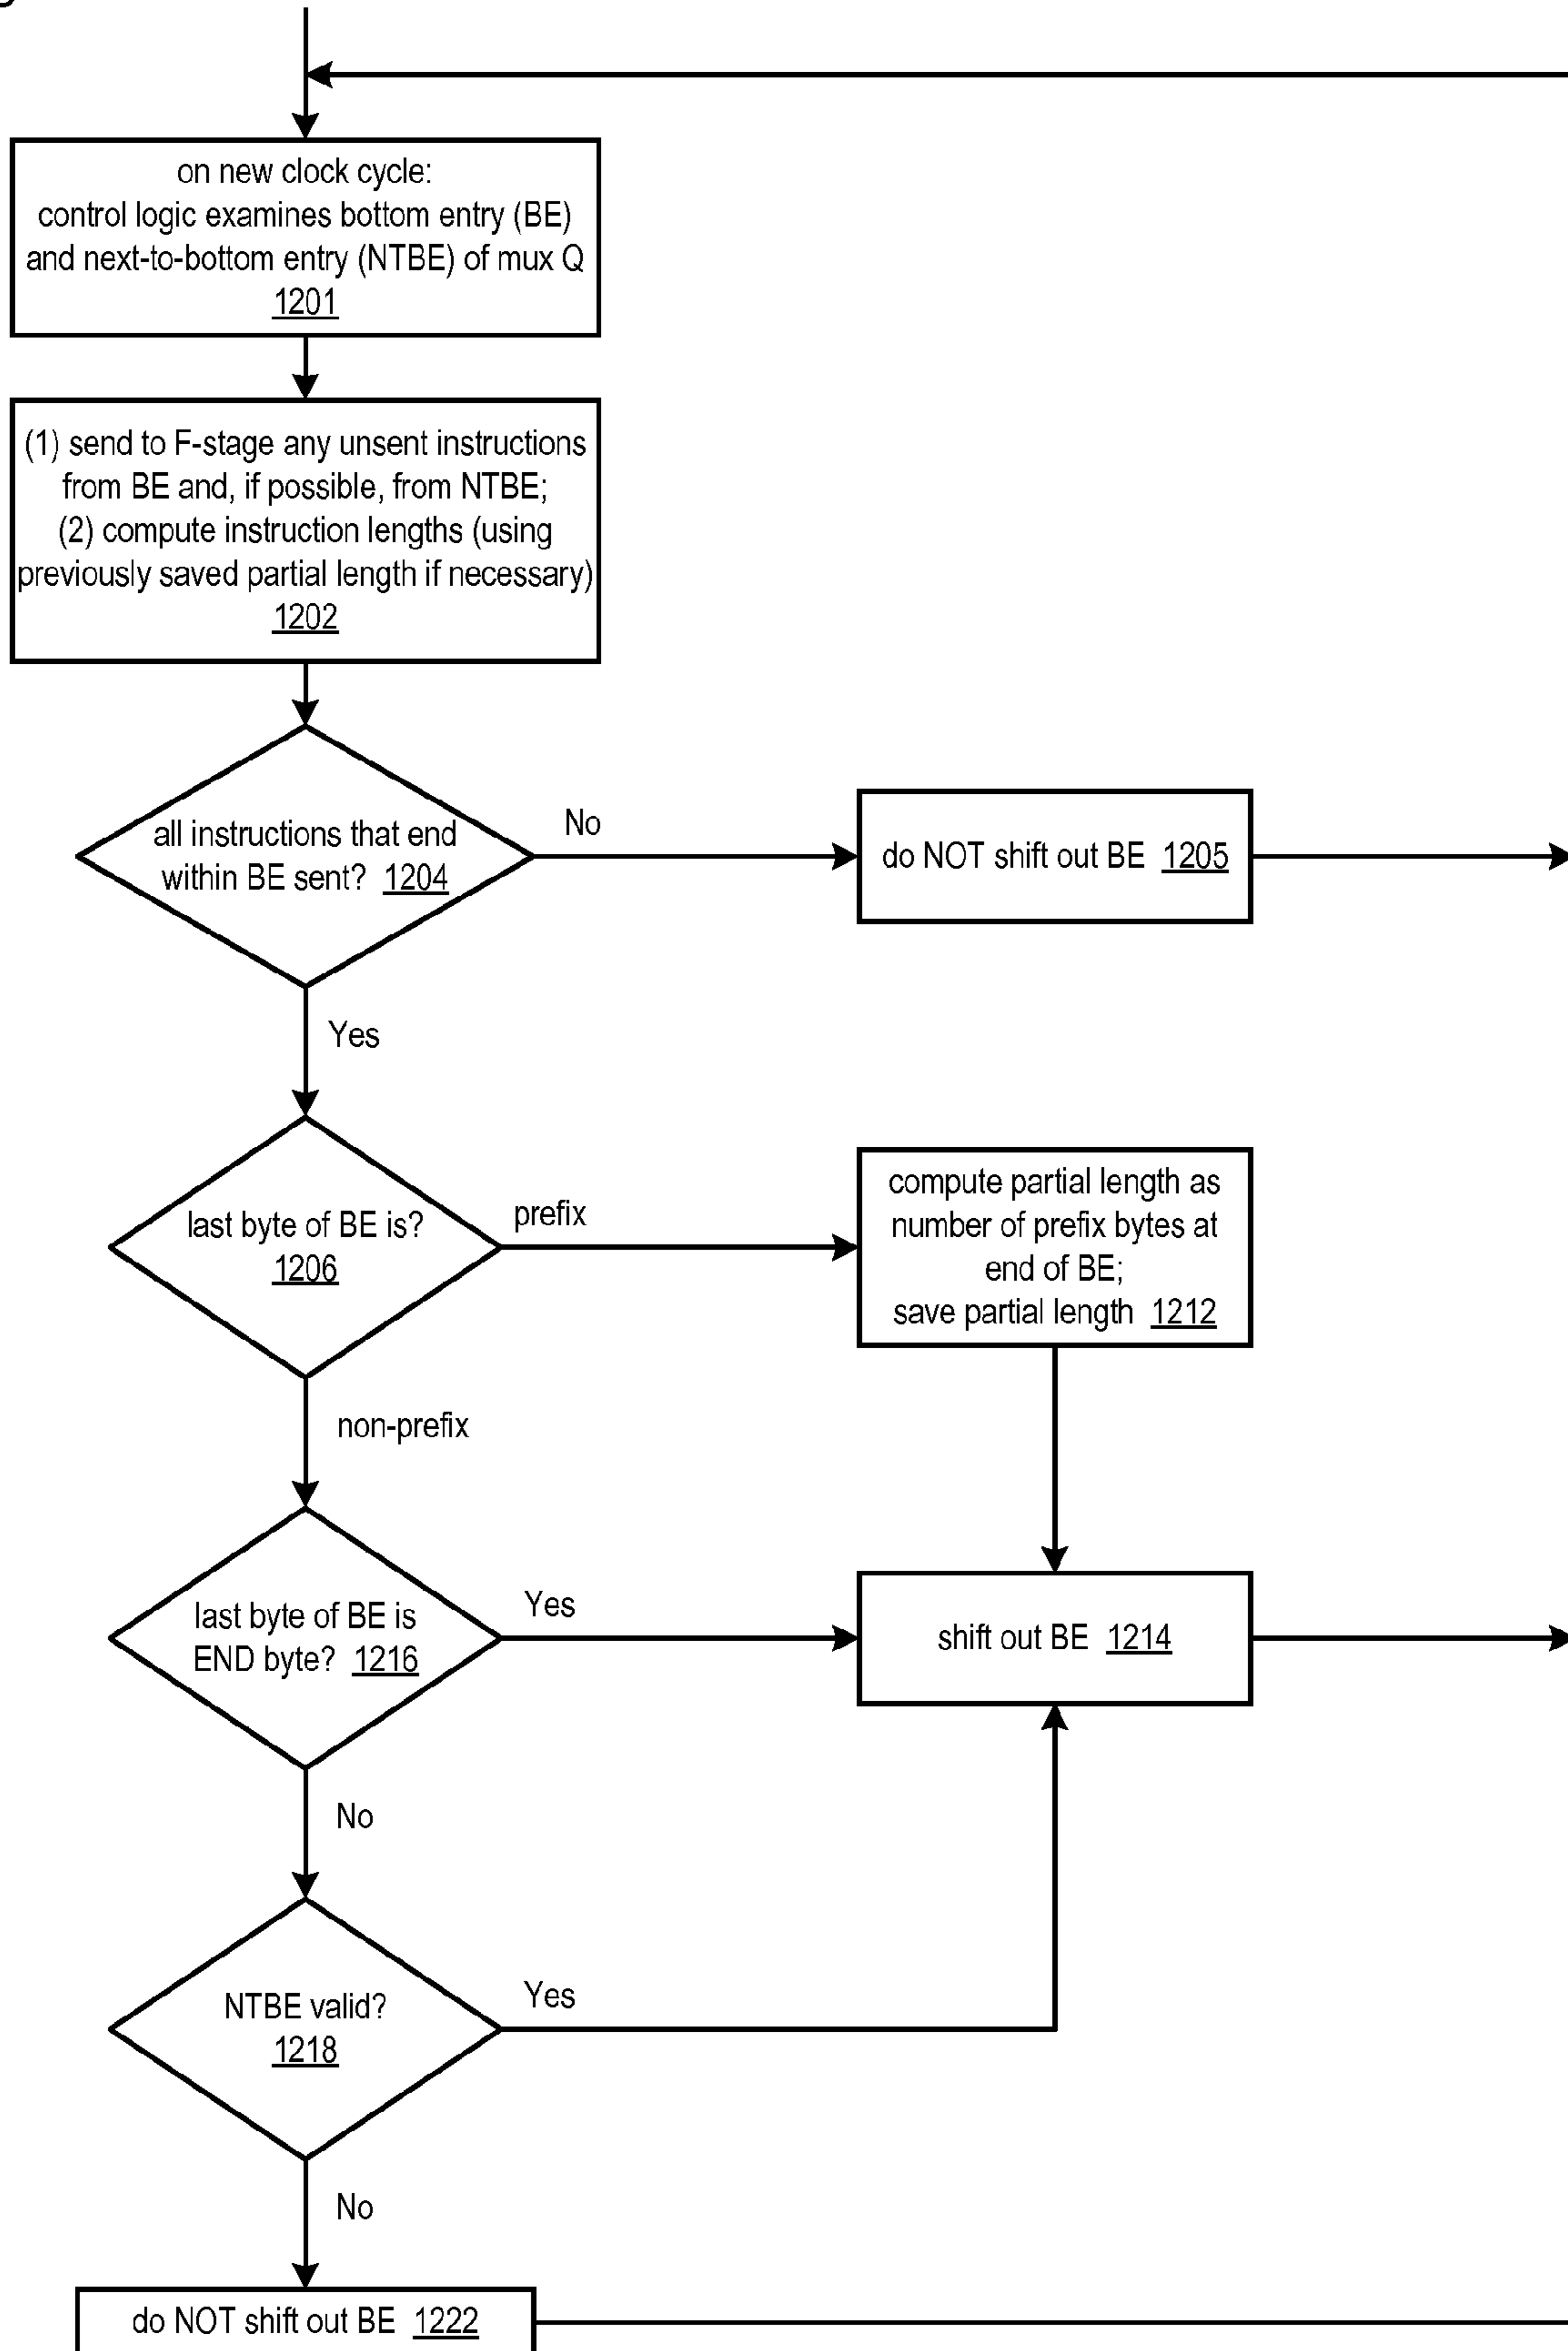 on new clock cycle:
control logic examines bottom entry (BE)
and next-to-bottom entry (NTBE) of mux Q
1201
(1) send to F-stage any unsent instructions
from BE and, if possible, from NTBE;
(2) compute instruction lengths (using
previously saved partial length if necessary)
1202
all instructions that end
within BE sent? 1204
No
do NOT shift out BE 1205
Yes
last byte of BE is?
1206
prefix
compute partial length as
number of prefix bytes at
end of BE;
save partial length 1212
non-prefix
last byte of BE is
END byte? 1216
Yes
shift out BE 1214
No
NTBE valid?
1218
Yes
No
do NOT shift out BE 1222